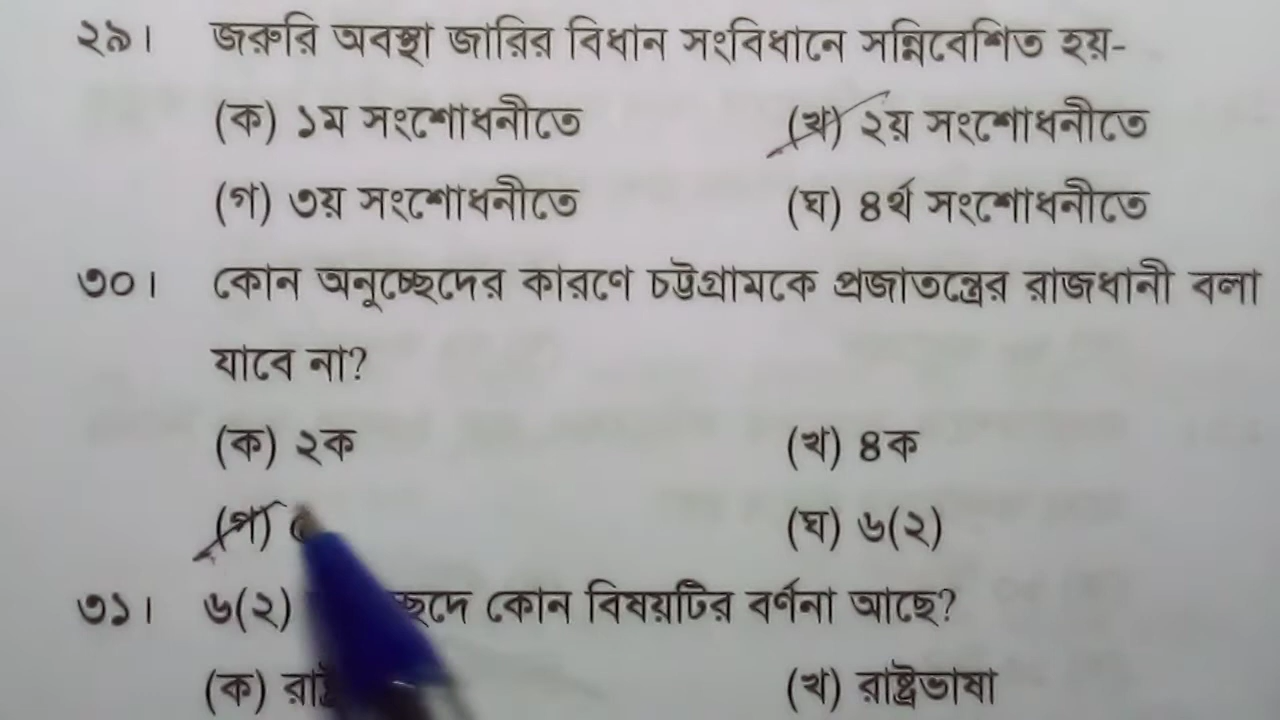 ২৯। জরুরি অবস্থা জারির বিধান সংবিধানে সন্নিবেশিত হয়-
(ক) ১ম সংশোধনীতে (খ) ২য় সংশোধনীতে
(গ) ৩য় সংশোধনীতে (ঘ) ৪র্থ সংশোধনীতে
৩০। কোন অনুচ্ছেদের কারণে চট্টগ্রামকে প্রজাতন্ত্রের রাজধানী বলা
যাবে না?
(ক) ২ক (খ) ৪ক
(গ) (ঘ) ৬(২)
৩১। ৬(২) কোন বিষয়টির বর্ণনা আছে?
(ক) (খ) রাষ্ট্রভাষা